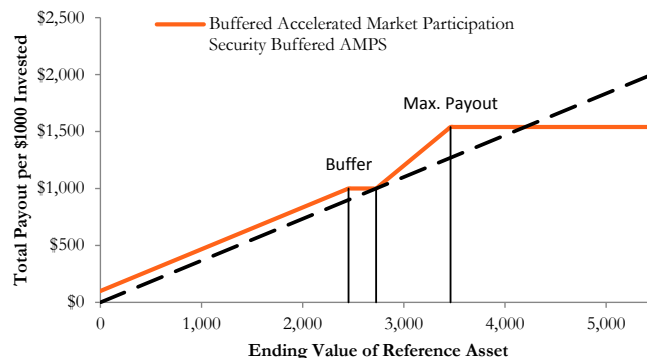 $2,500
Buffered Accelerated Market Participation
Security Buffered AMPS
$2,000
Max. Payout
$1,500
Buffer
$1,000
$500
$0
0
1,000
2,000
3,000
4,000
5,000
Total Payout per $1000 Invested
Ending Value of Reference Asset